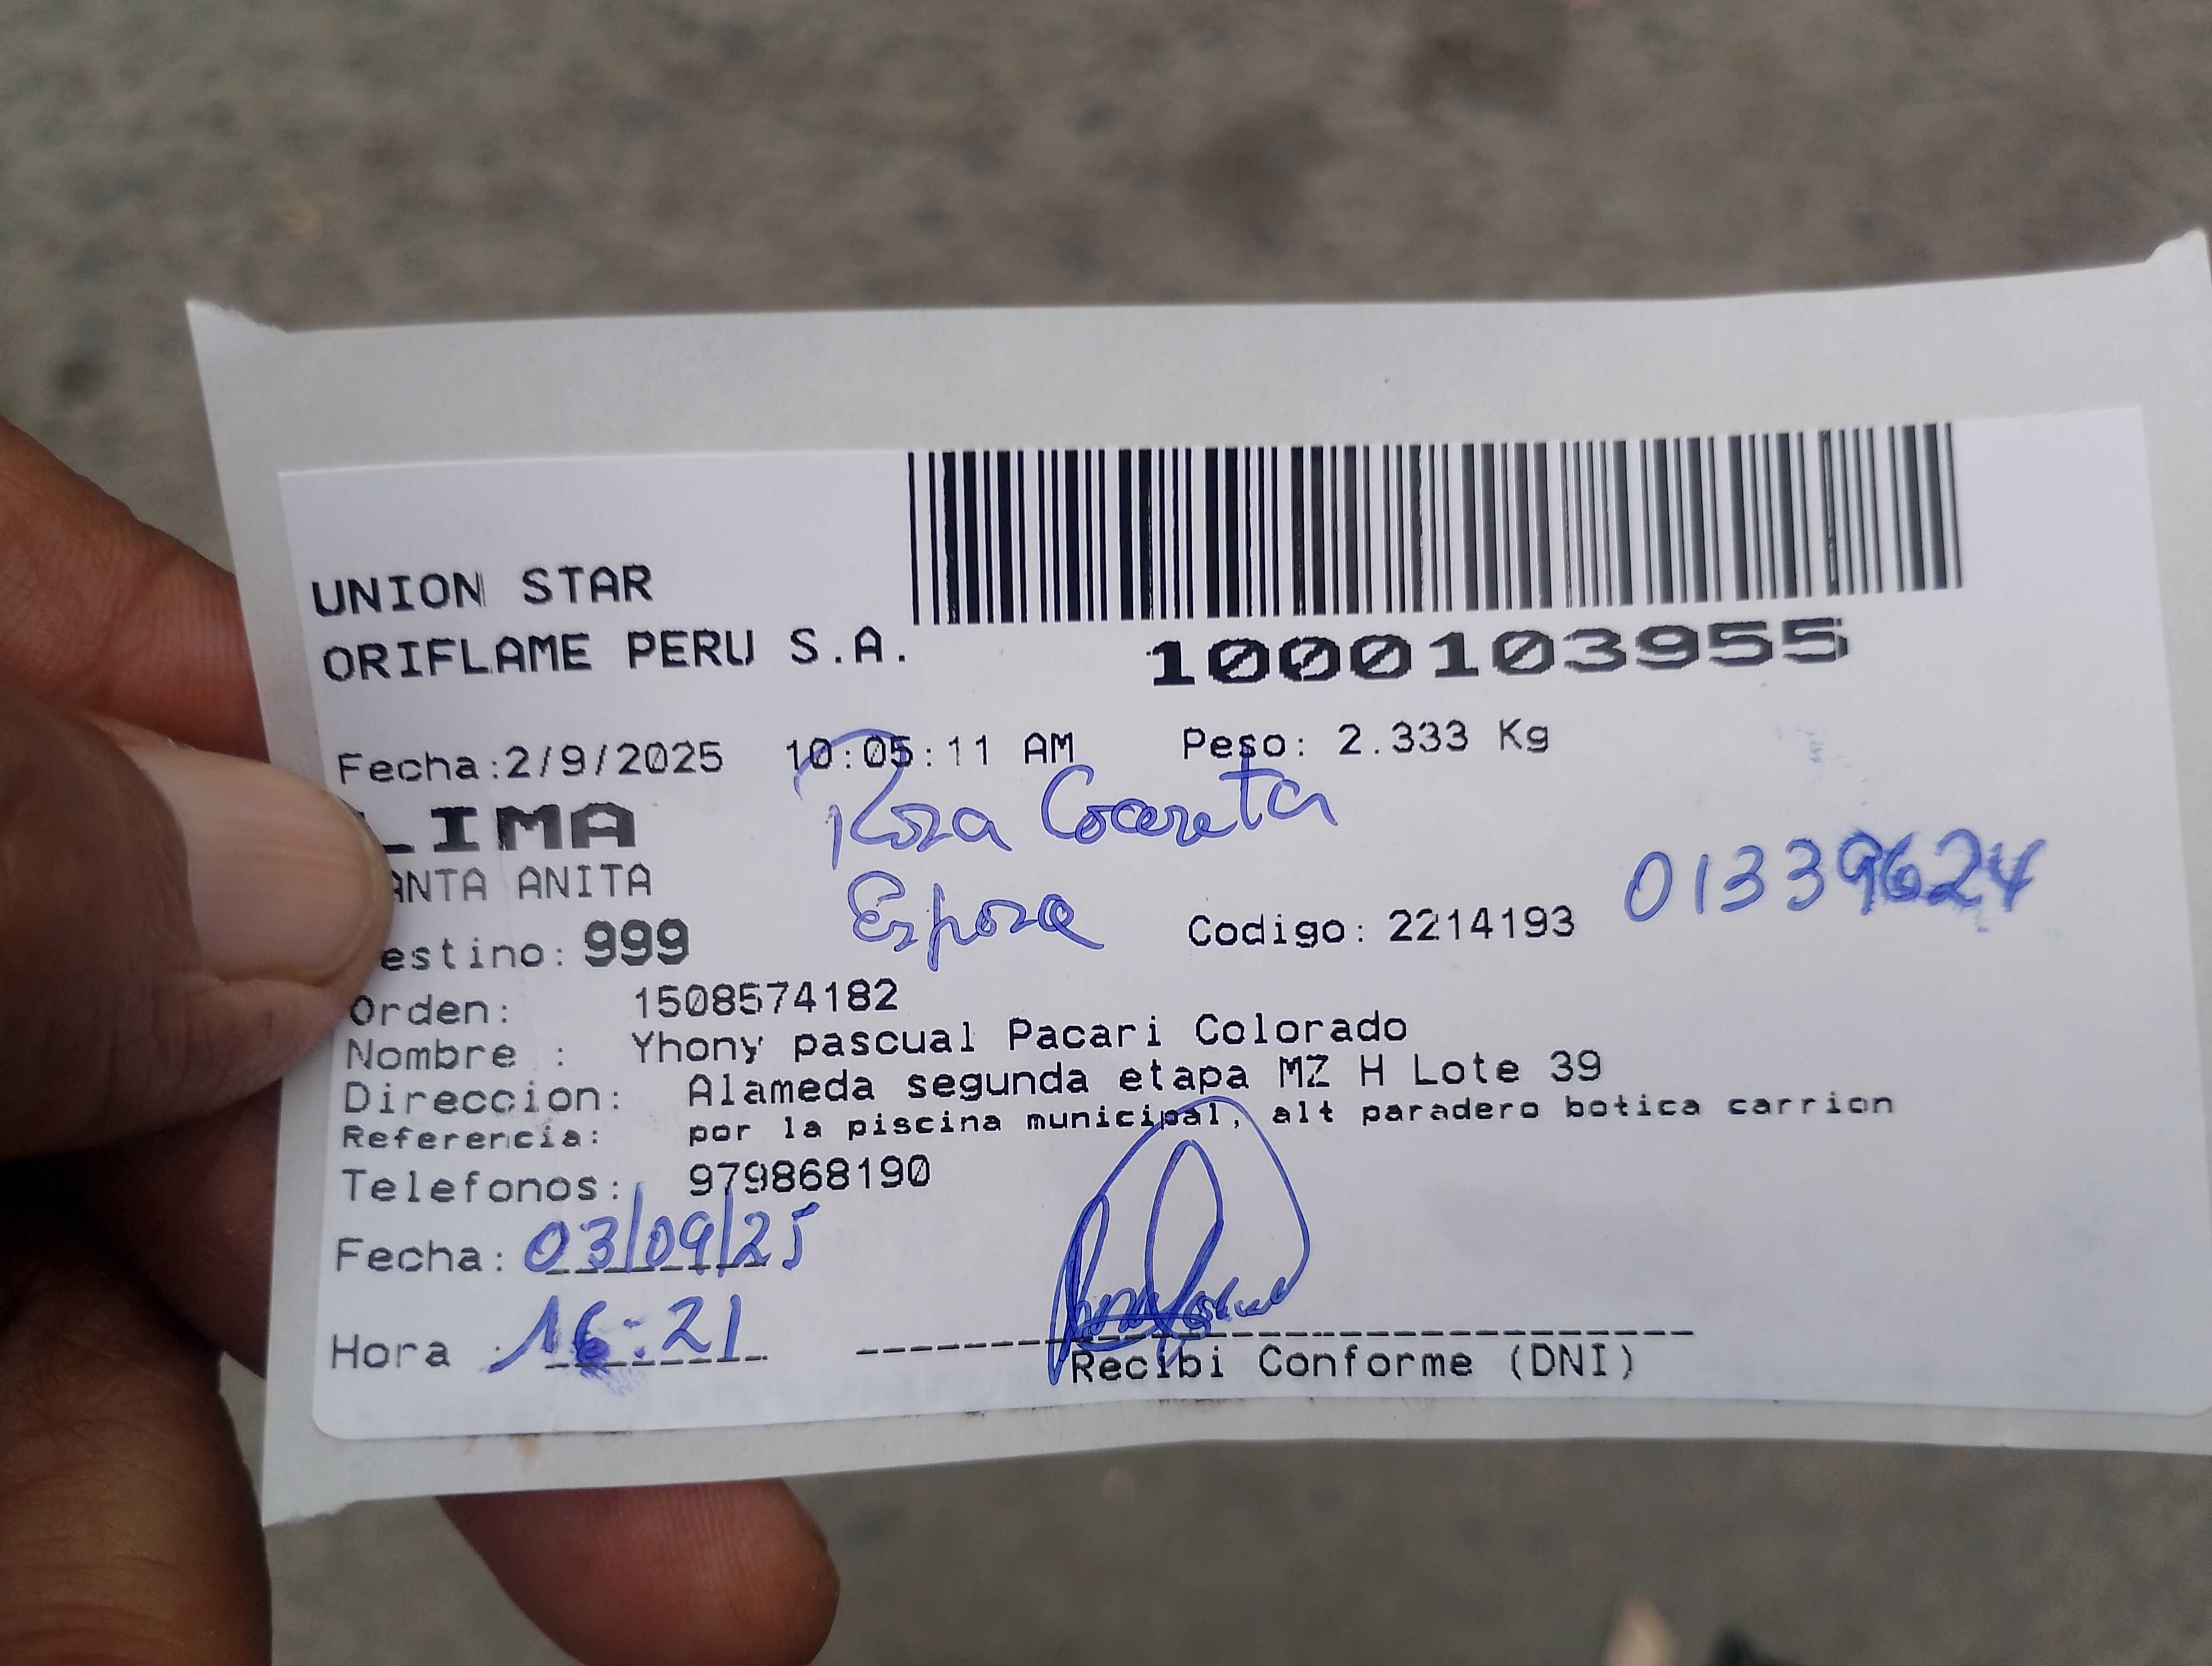 UNION STAR
ORIFLAME PERU S.A.
1000103955
Fecha:2/9/2025 10:05:11 AM Peso: 2.333 Kg
LIMA
ANTA ANITA
Rosa
Esposa
01339624
estino: 999
Codigo: 2214193
Orden: 1508574182
Nombre : Yhony pascual Pacari Colorado
Direccion: Alameda segunda etapa MZ H Lote 39
Referencia: por la piscina municipal, alt paradero botica carrion
Telefonos: 979868190
Fecha: 03/09/25
Hora : 16:21
Recibi Conforme (DNI)